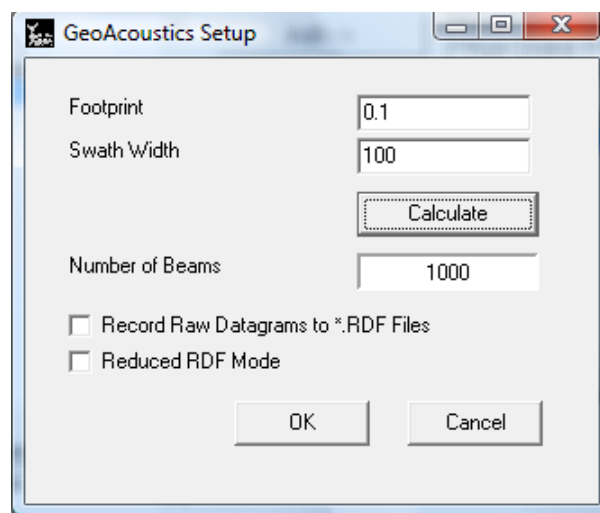 GeoAcoustics Setup
Footprint 0.1
Swath Width 100
Calculate
Number of Beams 1000
Record Raw Datagrams to *.RDF Files
Reduced RDF Mode
OK Cancel